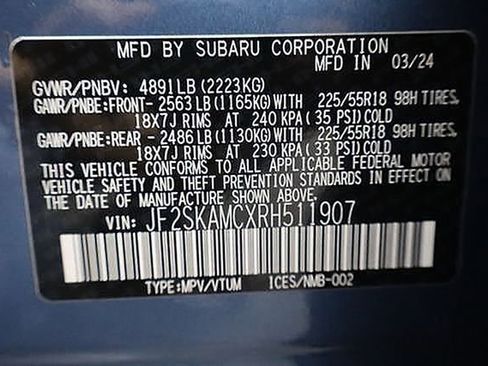 MFD BY SUBARU CORPORATION
MFD IN 03/24
GVWR/PNBV: 4891LB(2223KG)
GAWR/PNBE:FRONT- 2563LB(1165KG)WITH 225/55R18 98H TIRES,
18X7J RIMS AT 240 KPA(35 PSI)COLD
GAWR/PNBE:REAR - 2486LB(1130KG)WITH 225/55R18 98H TIRES,
18X7J RIMS AT 230 KPA(33 PSI)COLD
THIS VEHICLE CONFORMS TO ALL APPLICABLE FEDERAL MOTOR
VEHICLE SAFETY AND THEFT PREVENTION STANDARDS IN EFFECT ON
THE DATE OF MANUFACTURE SHOWN ABOVE.
VIN: JF2SKAMCXRH511907
TYPE:MPV/VTUM ICES/NMB-002